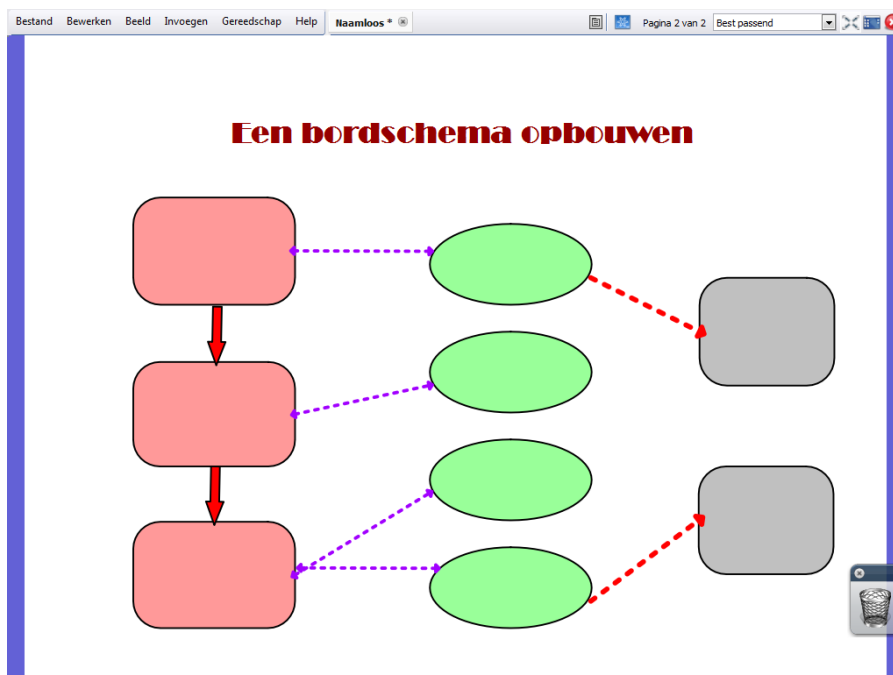 Bestand Bewerken Beeld Invoegen Gereedschap Help Naamloos * Pagina 2 van 2 Best passend
Een bordschema opbouwen